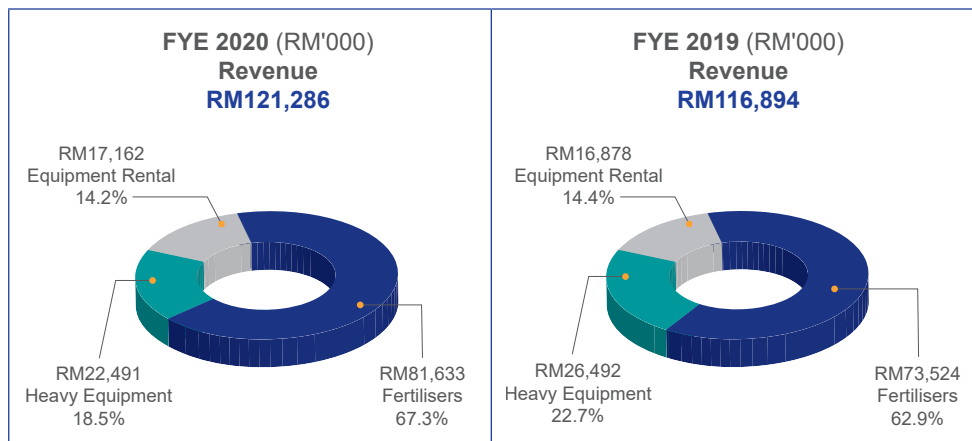 FYE 2020 (RM'000)
Revenue
RM121,286
RM17,162
Equipment Rental
14.2%
RM22,491
Heavy Equipment
18.5%
RM81,633
Fertilisers
67.3%
FYE 2019 (RM'000)
Revenue
RM116,894
RM16,878
Equipment Rental
14.4%
RM26,492
Heavy Equipment
22.7%
RM73,524
Fertilisers
62.9%